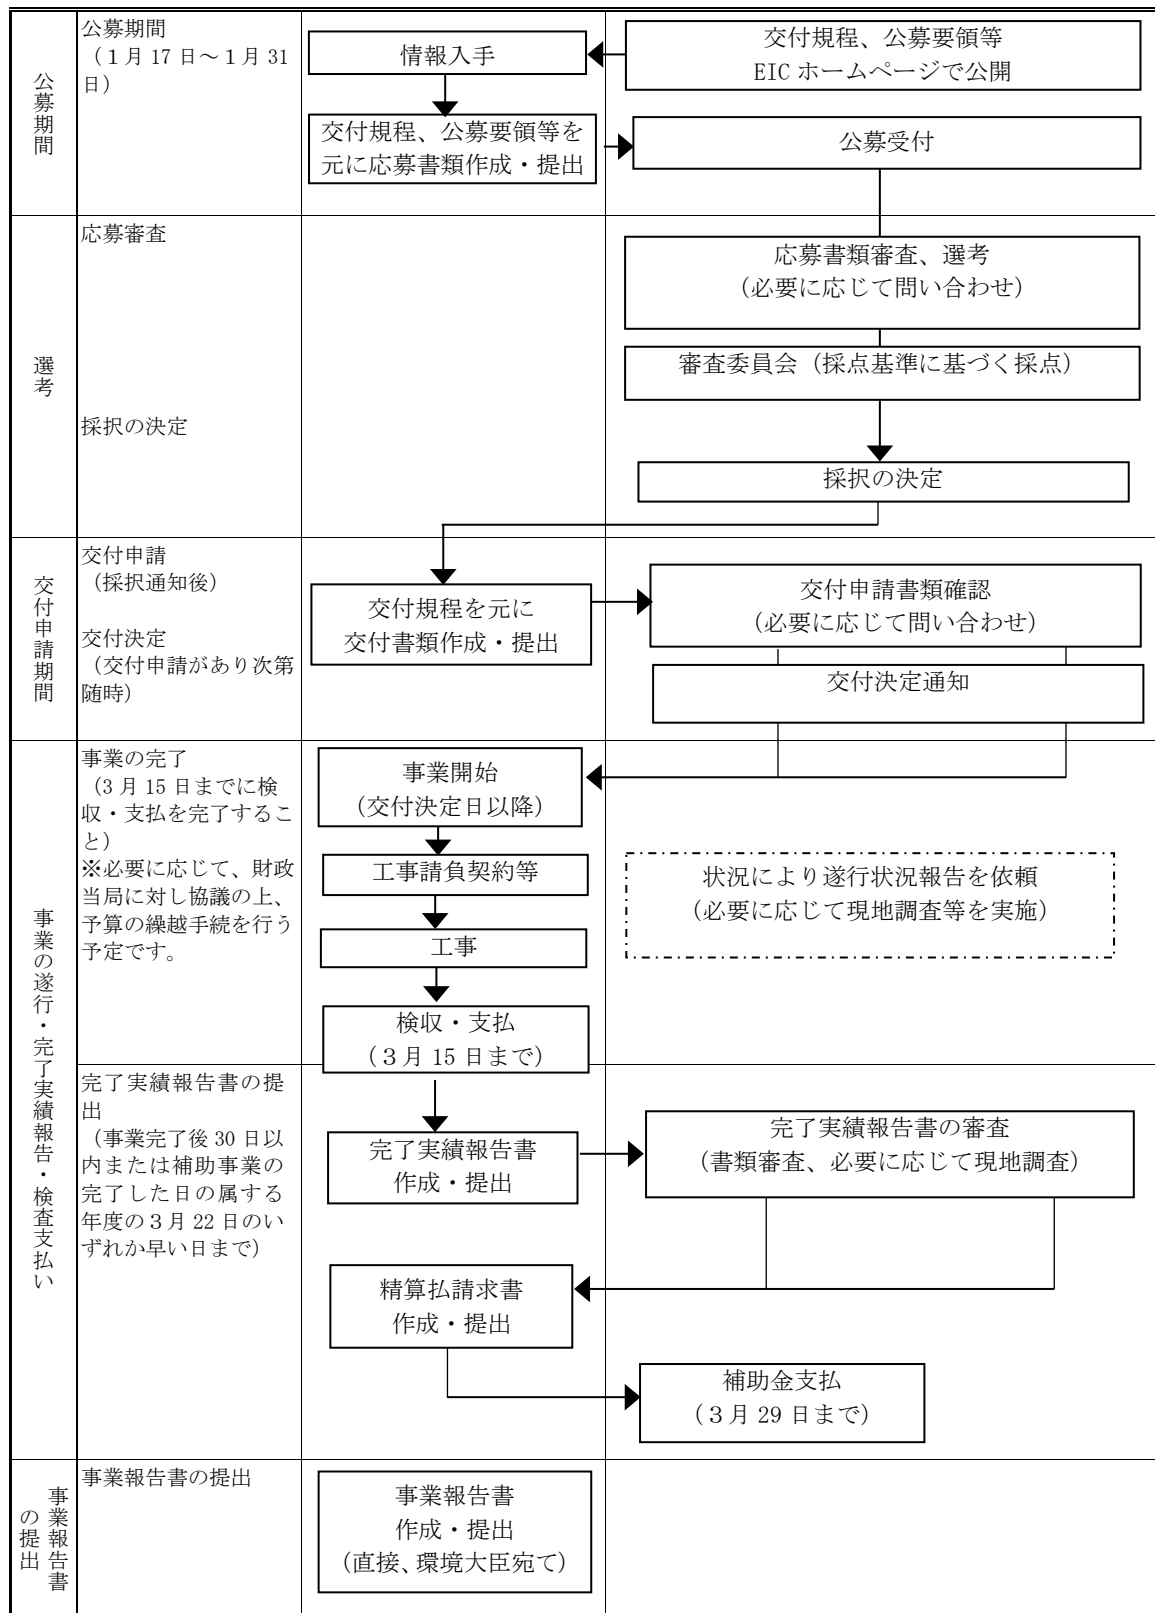 公募期間
公募期間
（１月 17 日～１月 31
日）
情報入手
交付規程、公募要領等
EIC ホームページで公開
交付規程、公募要領等を
元に応募書類作成・提出
公募受付
選考
応募審査
採択の決定
応募書類審査、選考
（必要に応じて問い合わせ）
審査委員会（採点基準に基づく採点）
採択の決定
交付申請期間
交付申請
（採択通知後）
交付決定
（交付申請があり次第
随時）
交付規程を元に
交付書類作成・提出
交付申請書類確認
（必要に応じて問い合わせ）
交付決定通知
事業の遂行・完了実績報告・検査支払い
事業の完了
（3 月 15 日までに検
収・支払を完了するこ
と）
※必要に応じて、財政
当局に対し協議の上、
予算の繰越手続を行う
予定です。
事業開始
（交付決定日以降）
工事請負契約等
工事
検収・支払
（３月 15 日まで）
状況により遂行状況報告を依頼
（必要に応じて現地調査等を実施）
完了実績報告書の提
出
（事業完了後 30 日以
内または補助事業の
完了した日の属する
年度の３月 22 日のい
ずれか早い日まで）
完了実績報告書
作成・提出
完了実績報告書の審査
（書類審査、必要に応じて現地調査）
精算払請求書
作成・提出
補助金支払
（３月 29 日まで）
事業報告書
の提出
事業報告書の提出
事業報告書
作成・提出
（直接、環境大臣宛て）